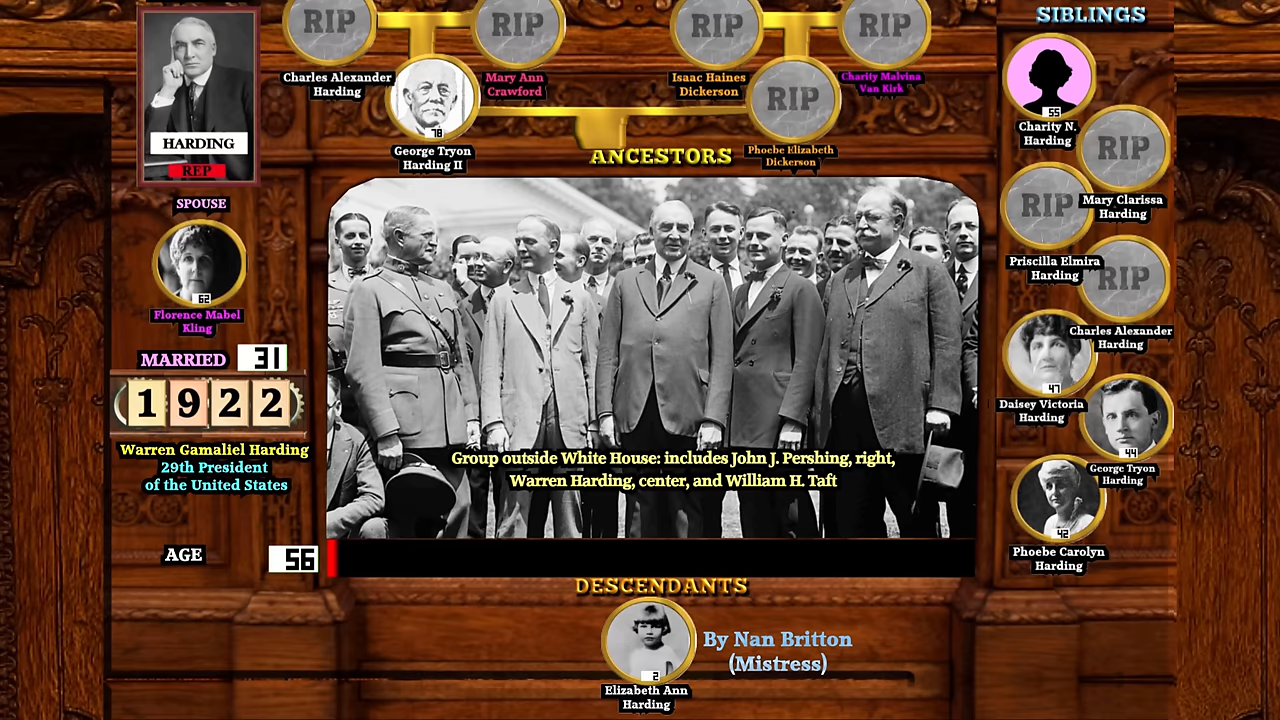 SIBLINGS
RIP
RIP
RIP
RIP
Charles Alexander
Harding
Mary Ann
Crawford
Isaac Haines
Dickerson
Charity Malvina
Van Kirk
HARDING
REP
78
George Tryon
Harding II
RIP
Phoebe Elizabeth
Dickerson
ANCESTORS
55
Charity N.
Harding
RIP
Mary Clarissa
Harding
RIP
Priscilla Elmira
Harding
RIP
Charles Alexander
Harding
47
Daisey Victoria
Harding
44
George Tryon
Harding
42
Phoebe Carolyn
Harding
SPOUSE
62
Florence Mabel
Kling
MARRIED 31
1922
Warren Gamaliel Harding
29th President
of the United States
AGE 56
Group outside White House: includes John J. Pershing, right,
Warren Harding, center, and William H. Taft
DESCENDANTS
2
Elizabeth Ann
Harding
By Nan Britton
(Mistress)